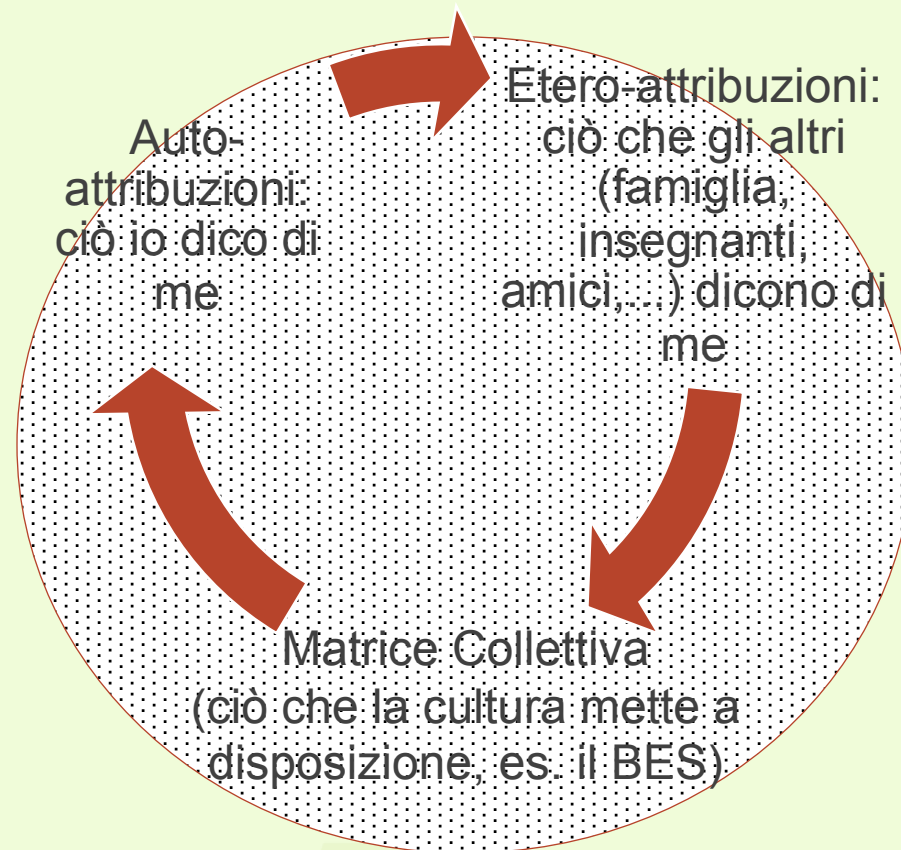 Auto-
attribuzioni:
ciò io dico di
me
Etero-attribuzioni:
ciò che gli altri
(famiglia,
insegnanti,
amici,...) dicono di
me
Matrice Collettiva
(ciò che la cultura mette a
disposizione, es. il BES)